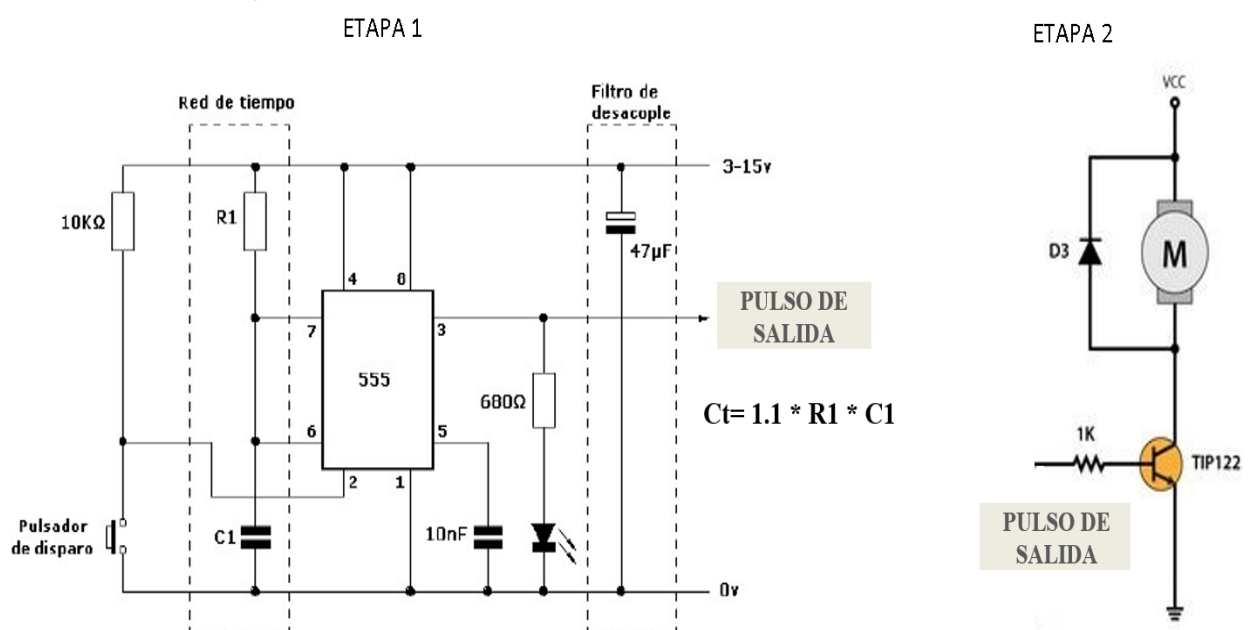 ETAPA 1
Red de tiempo
Filtro de
desacople
3-15v
10KΩ
R1
47µF
4
8
7
3
555
PULSO DE
SALIDA
680Ω
Ct= 1.1 * R1 * C1
6
5
2
1
Pulsador
de disparo
C1
10nF
0v
ETAPA 2
VCC
D3
M
1K
TIP122
PULSO DE
SALIDA